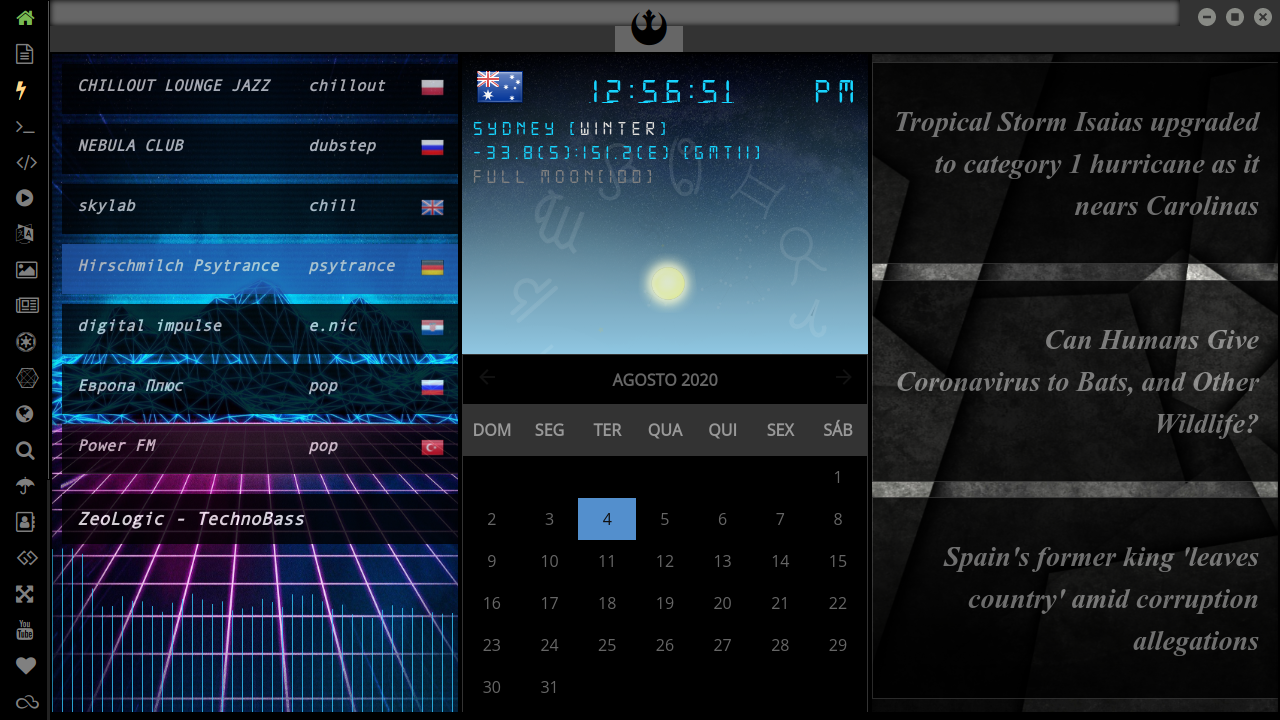 CHILLOUT LOUNGE JAZZ chillout
NEBULA CLUB dubstep
skylab chill
Hirschmilch Psytrance psytrance
digital impulse e.nic
Европа Плюс pop
Power FM pop
ZeoLogic - TechnoBass
12:56:51 PM
SYDNEY [WINTER]
-33.8(S):151.2(E) [GMT11]
FULL MOON[100]
AGOSTO 2020
DOM SEG TER QUA QUI SEX SÁB
1
2 3 4 5 6 7 8
9 10 11 12 13 14 15
16 17 18 19 20 21 22
23 24 25 26 27 28 29
30 31
Tropical Storm Isaias upgraded
to category 1 hurricane as it
nears Carolinas
Can Humans Give
Coronavirus to Bats, and Other
Wildlife?
Spain's former king 'leaves
country' amid corruption
allegations
You
Tube